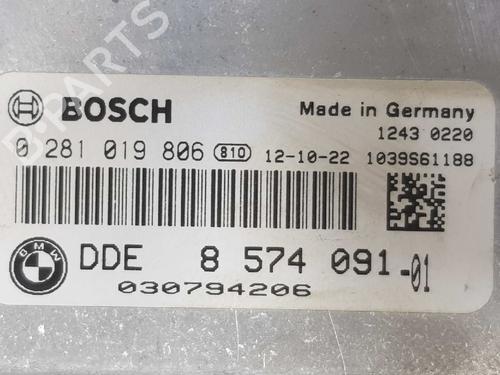 BOSCH
Made in Germany
1243 0220
0 281 019 806 810 12-10-22 1039S61188
BMW DDE 8 574 091-01
030794206
B-PARTS